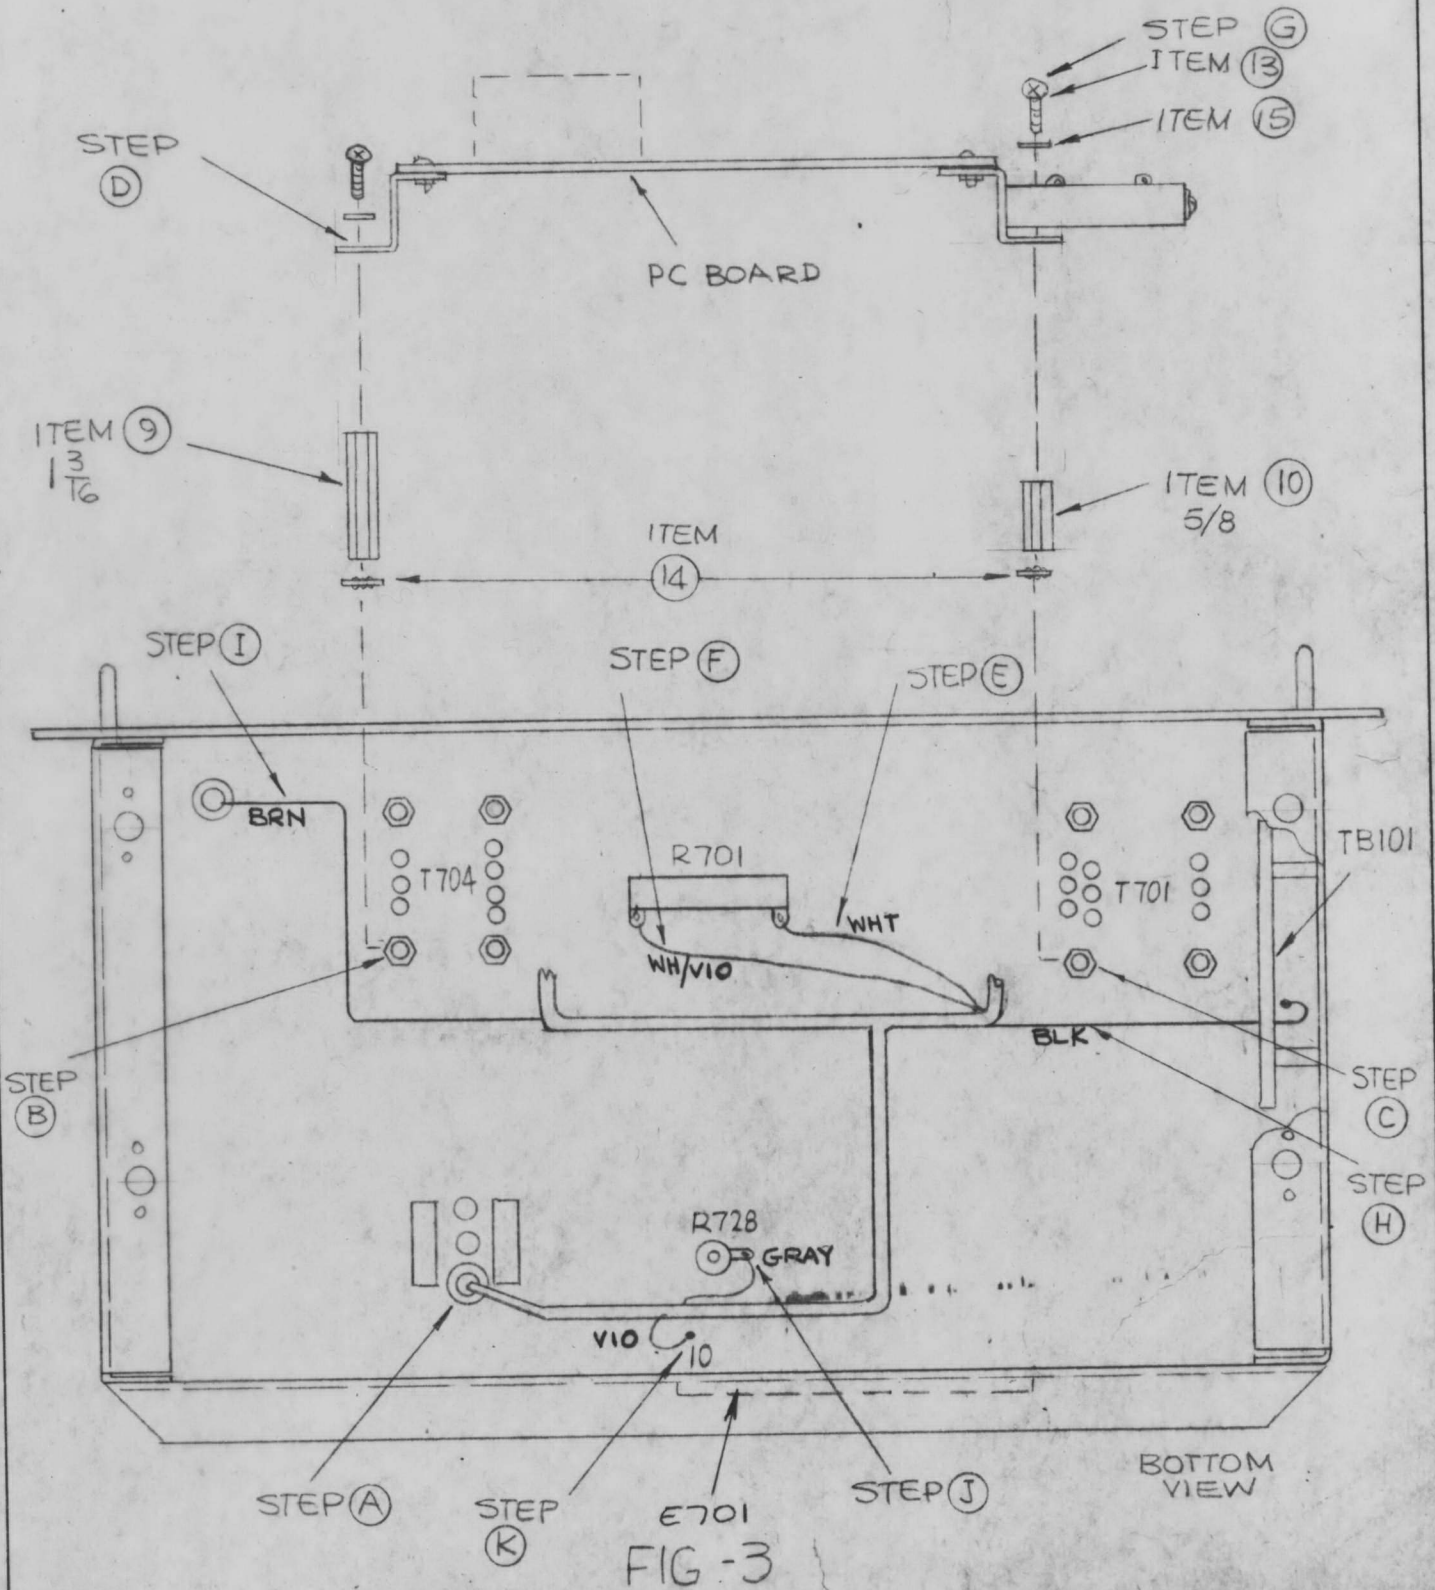 STEP G
ITEM 13
ITEM 15
STEP
D
PC BOARD
ITEM 9
1 3/16
ITEM 10
5/8
ITEM
14
STEP I
STEP F
STEP E
BRN
T704
R701
WHT
WH/VIO
T701
TB101
BLK
STEP
B
STEP
C
STEP
H
R728
GRAY
VIO
10
STEP A
STEP
K
E701
STEP J
BOTTOM
VIEW
FIG-3